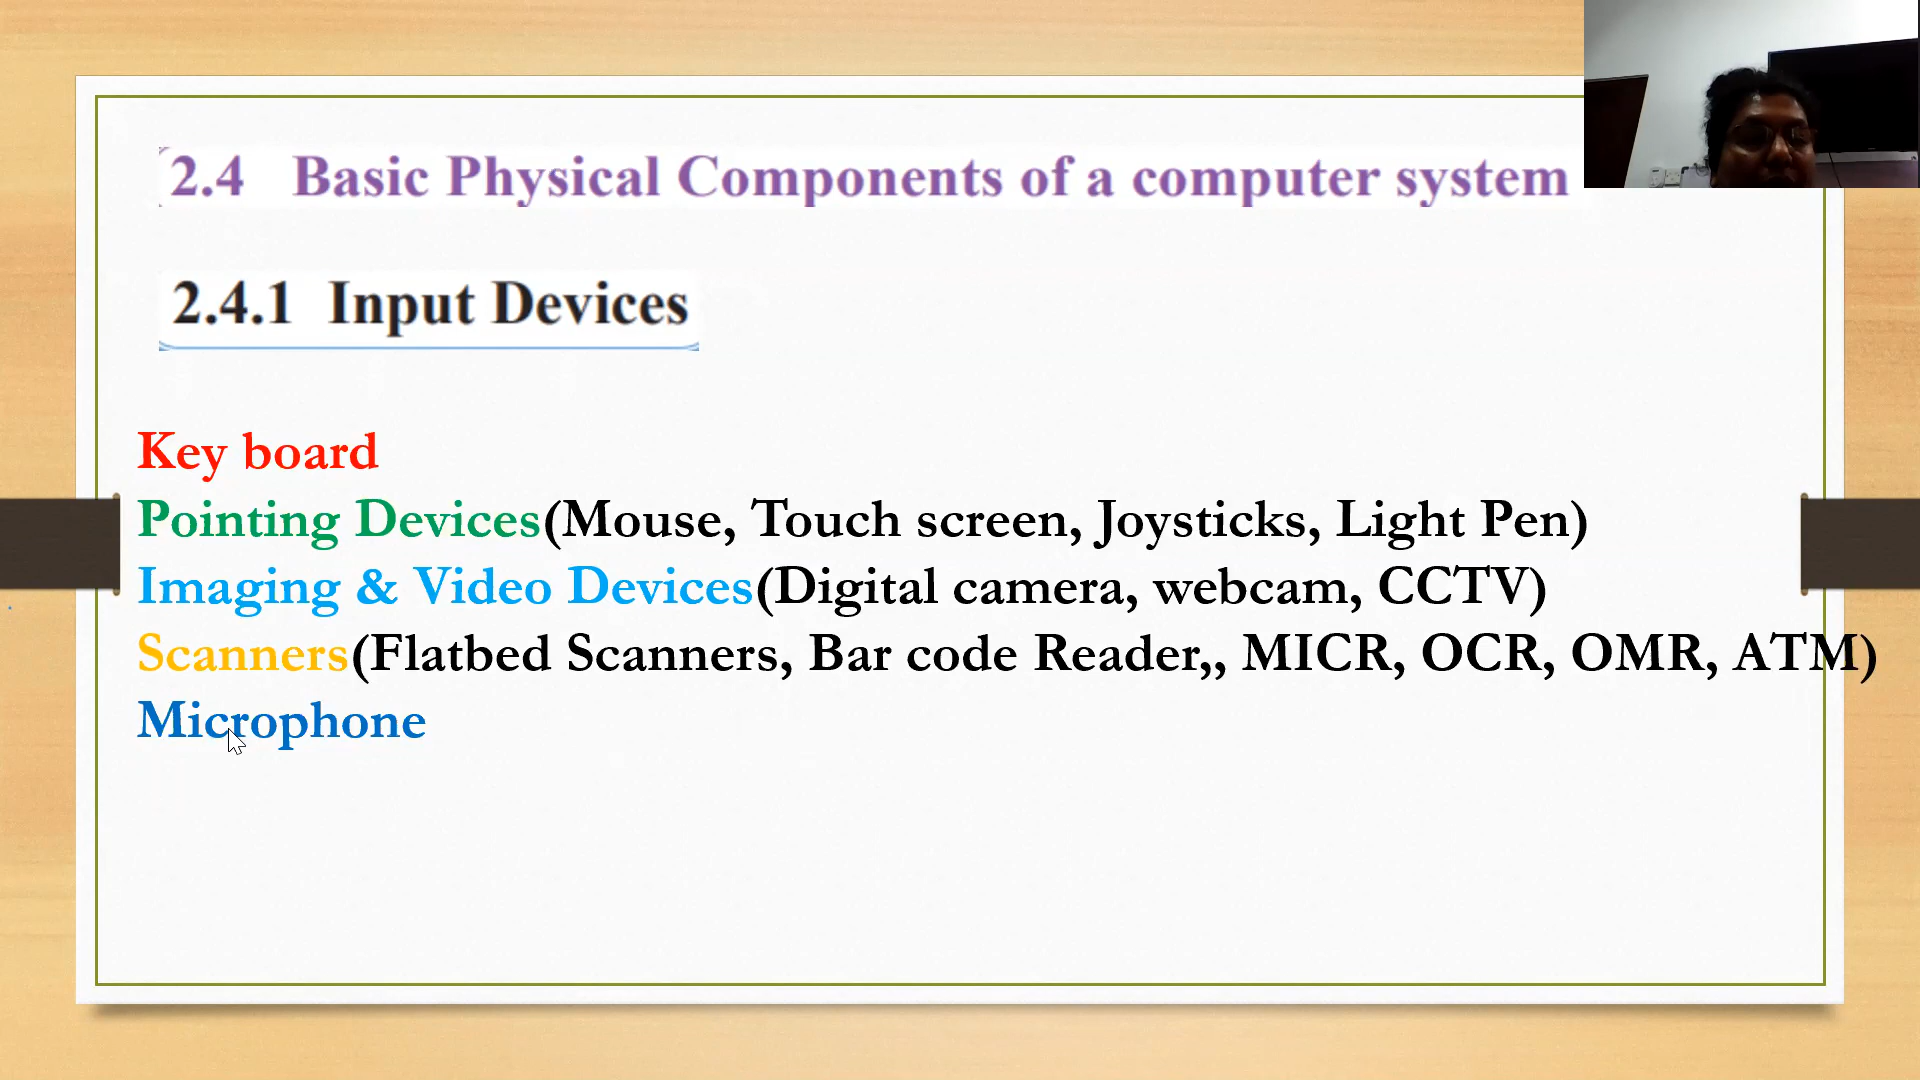 2.4 Basic Physical Components of a computer system
2.4.1 Input Devices
Key board
Pointing Devices(Mouse, Touch screen, Joysticks, Light Pen)
Imaging & Video Devices(Digital camera, webcam, CCTV)
Scanners(Flatbed Scanners, Bar code Reader,, MICR, OCR, OMR, ATM)
Microphone